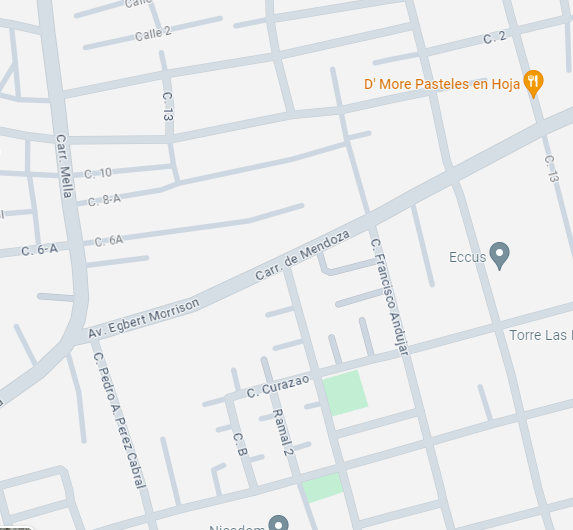 Calle
Calle 2
C. 2
D' More Pasteles en Hoja
C. 13
Carr. Mella
C. 10
C. 13
C. 8-A
C. 6A
C. 6-A
Carr. de Mendoza
Eccus
C. Francisco Andujar
Av. Egbert Morrison
Torre Las
C. Pedro A. Perez Cabral
C. Curazao
Ramal 2
C. B